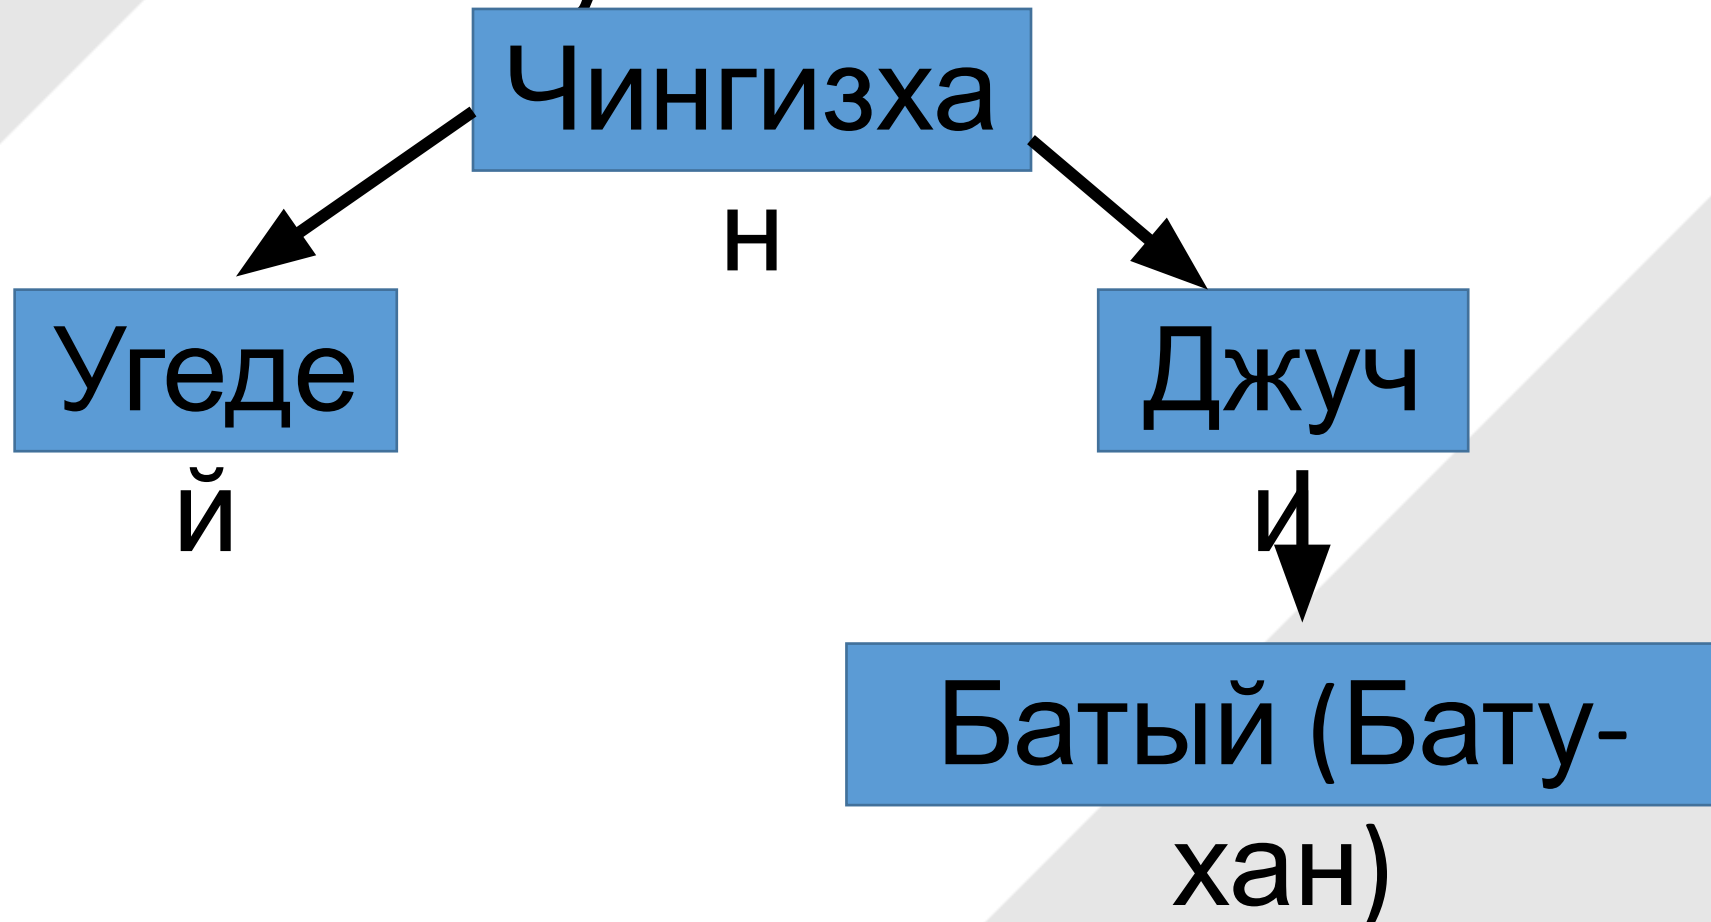 Чингизха
н
Угеде
й
Джуч
и
Батый (Бату-
хан)